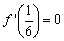 f'(1/6) = 0